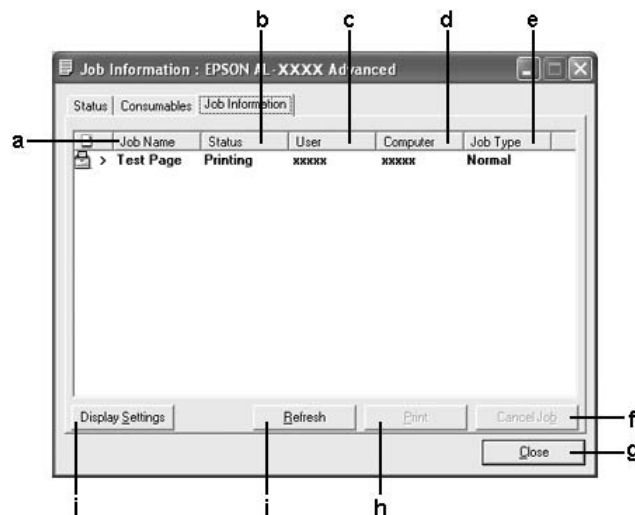 b c d e
Job Information : EPSON AL-XXXX Advanced
Status Consumables Job Information
a Job Name Status User Computer Job Type
> Test Page Printing xxxxx xxxxx Normal
Display Settings Refresh Print Cancel Job f
Close g
j i h